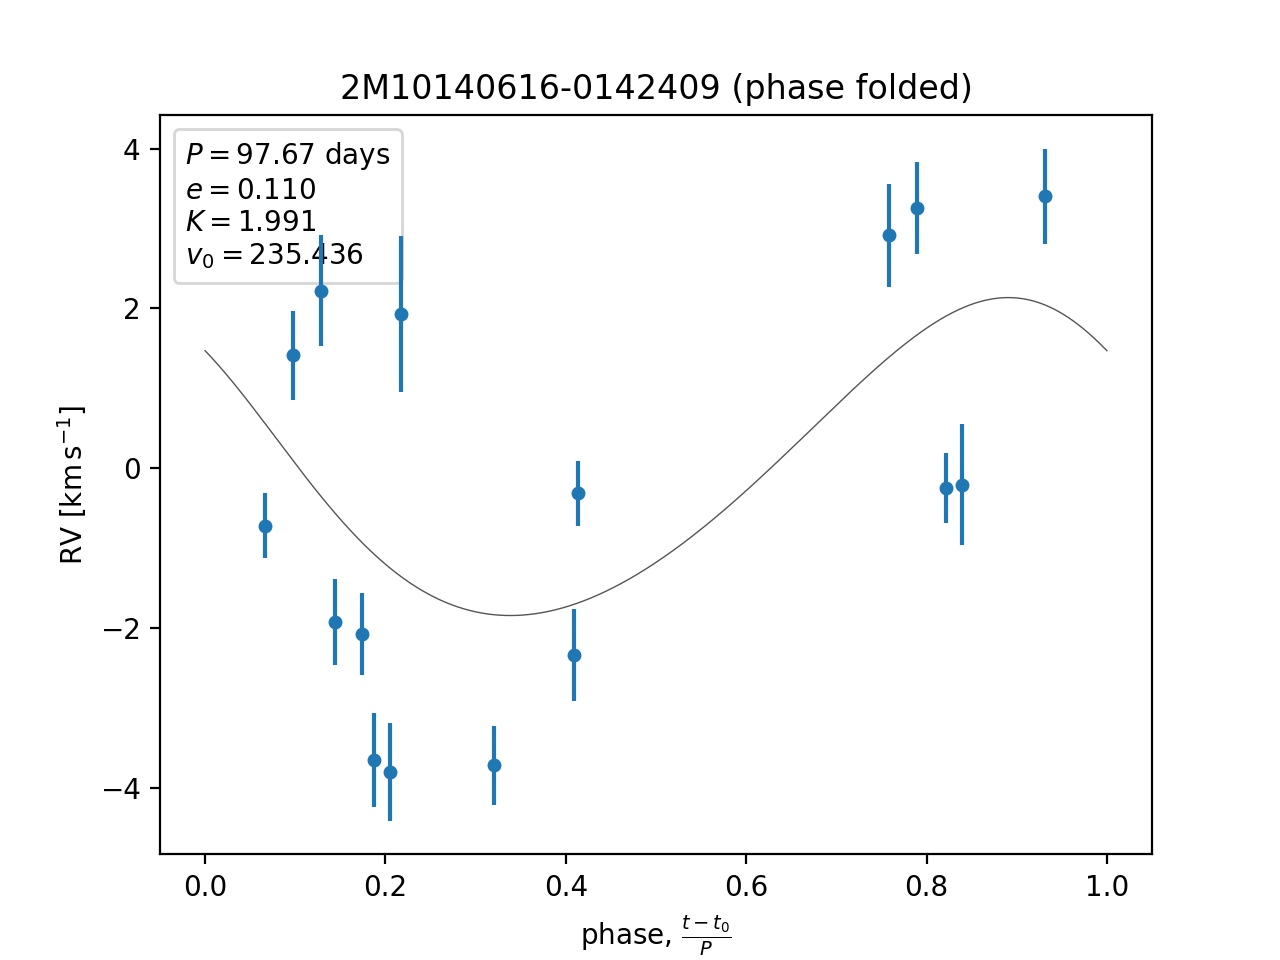 2M10140616-0142409 (phase folded)
P = 97.67 days
e = 0.110
K = 1.991
v₀ = 235.436
4
2
0
−2
−4
RV [km s⁻¹]
0.0 0.2 0.4 0.6 0.8 1.0
phase, (t − t₀)/P